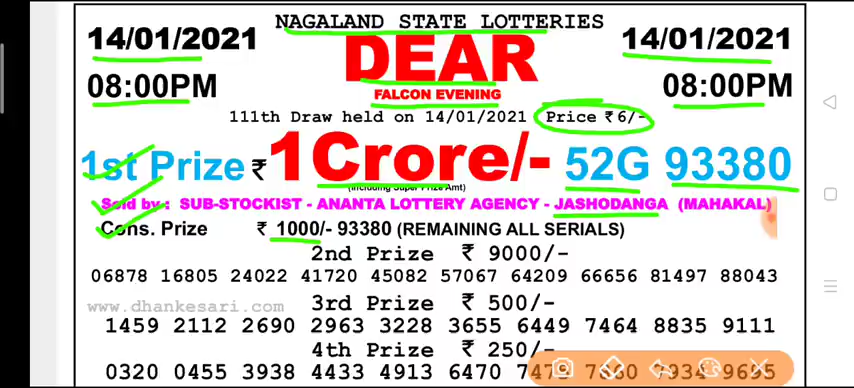 NAGALAND STATE LOTTERIES
14/01/2021 DEAR 14/01/2021
08:00PM FALCON EVENING 08:00PM
111th Draw held on 14/01/2021 Price ₹ 6/-
1st Prize ₹ 1Crore/- 52G 93380
(Including Super Prize Amt)
Sold by: SUB-STOCKIST - ANANTA LOTTERY AGENCY - JASHODANGA (MAHAKAL)
Cons. Prize ₹ 1000/- 93380 (REMAINING ALL SERIALS)
2nd Prize ₹ 9000/-
06878 16805 24022 41720 45082 57067 64209 66656 81497 88043
www.dhankesari.com
3rd Prize ₹ 500/-
1459 2112 2690 2963 3228 3655 6449 7464 8835 9111
4th Prize ₹ 250/-
0320 0455 3938 4433 4913 6470 7934 9695